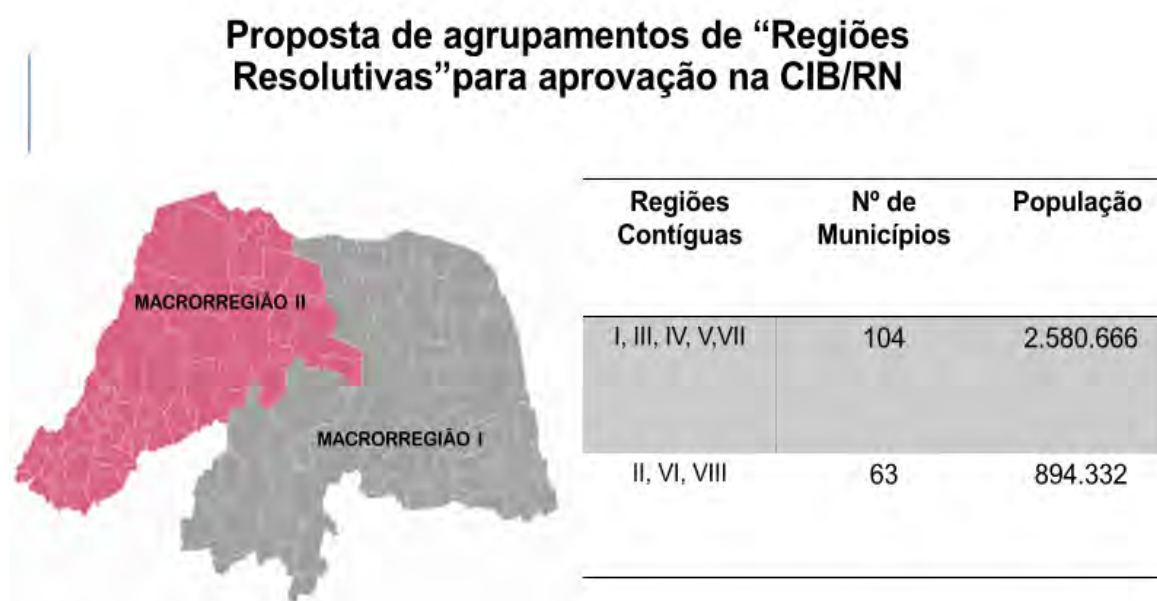 Proposta de agrupamentos de “Regiões
Resolutivas”para aprovação na CIB/RN
MACRORREGIÃO II
MACRORREGIÃO I
Regiões Contíguas Nº de Municípios População
I, III, IV, V,VII 104 2.580.666
II, VI, VIII 63 894.332